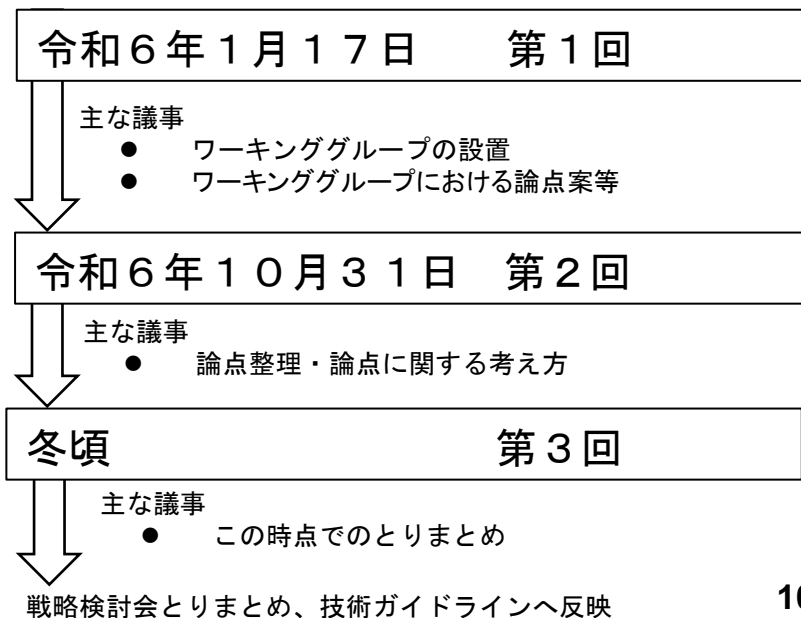 令和６年１月１７日　　第１回
主な議事
●　ワーキンググループの設置
●　ワーキンググループにおける論点案等
令和６年１０月３１日　第２回
主な議事
●　論点整理・論点に関する考え方
冬頃　第３回
主な議事
●　この時点でのとりまとめ
戦略検討会とりまとめ、技術ガイドラインへ反映